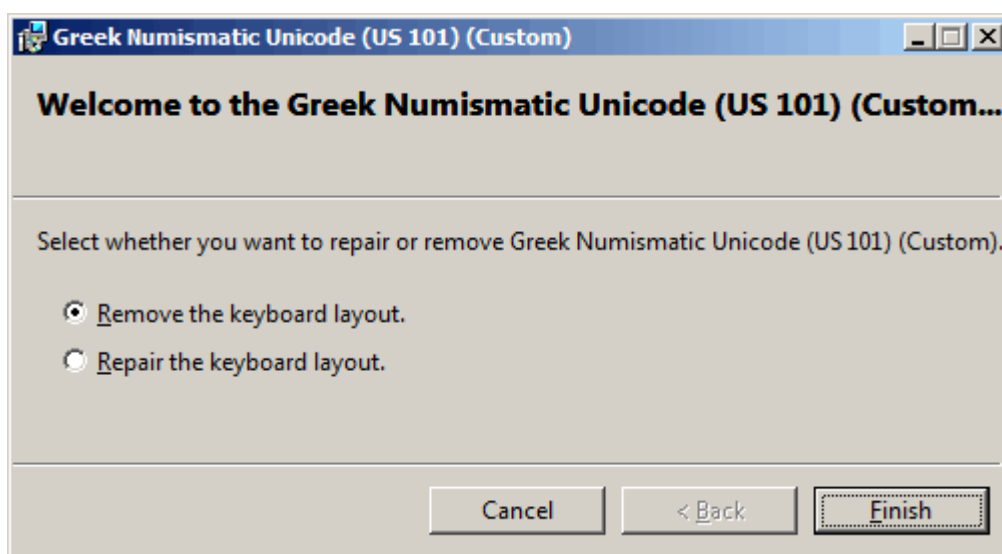 Greek Numismatic Unicode (US 101) (Custom)
Welcome to the Greek Numismatic Unicode (US 101) (Custom...
Select whether you want to repair or remove Greek Numismatic Unicode (US 101) (Custom).
Remove the keyboard layout.
Repair the keyboard layout.
Cancel < Back Finish